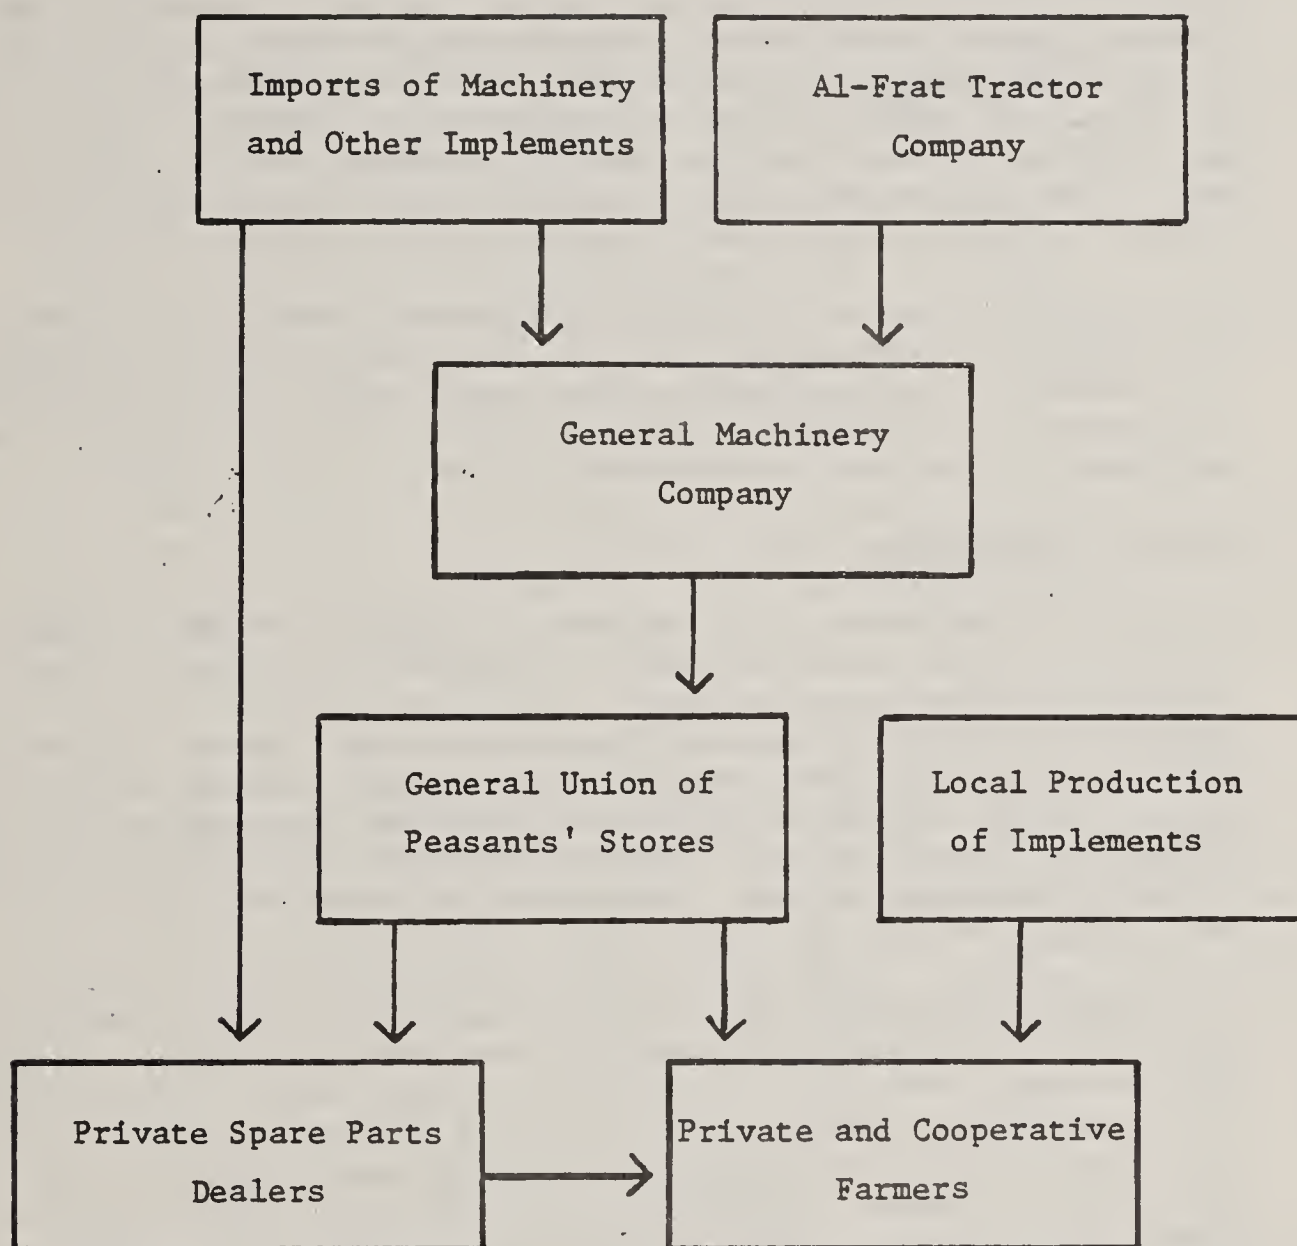 Imports of Machinery
and Other Implements
Al-Frat Tractor
Company
General Machinery
Company
General Union of
Peasants' Stores
Local Production
of Implements
Private Spare Parts
Dealers
Private and Cooperative
Farmers